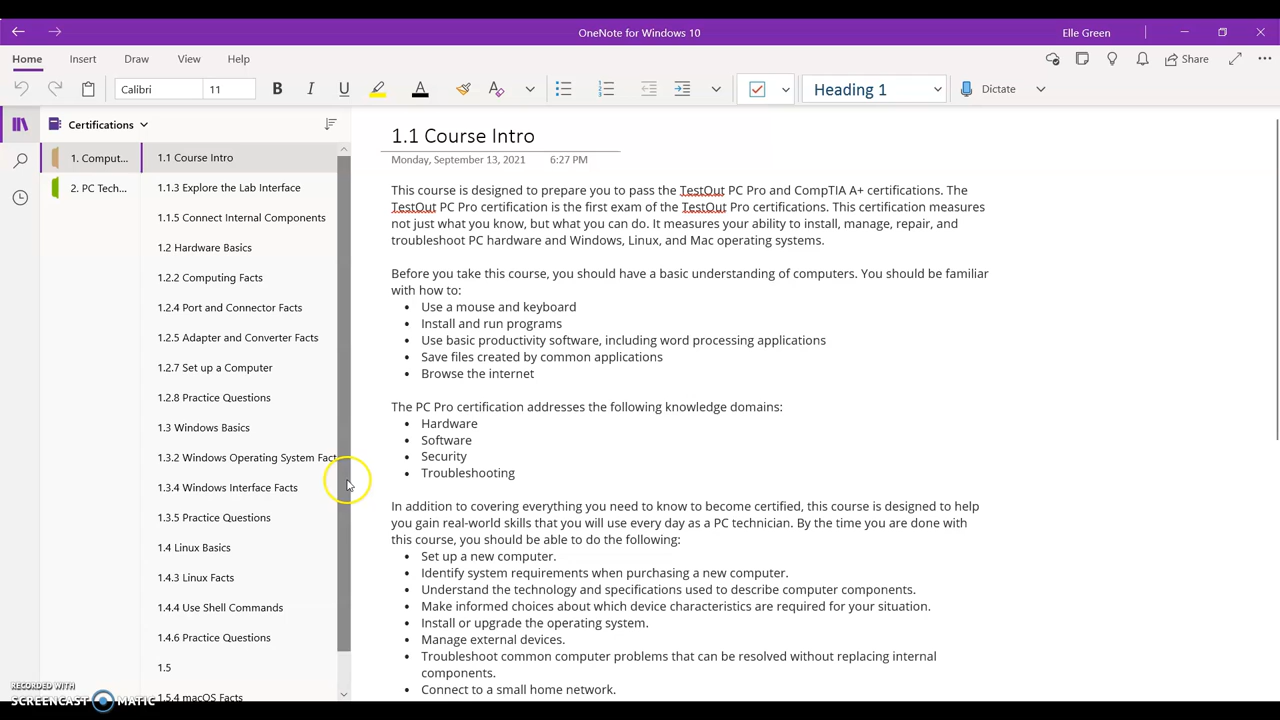 OneNote for Windows 10
Elle Green
Home Insert Draw View Help
Share
Calibri 11 B I U A A Heading 1 Dictate
Certifications
1. Comput...
2. PC Tech...
1.1 Course Intro
1.1.3 Explore the Lab Interface
1.1.5 Connect Internal Components
1.2 Hardware Basics
1.2.2 Computing Facts
1.2.4 Port and Connector Facts
1.2.5 Adapter and Converter Facts
1.2.7 Set up a Computer
1.2.8 Practice Questions
1.3 Windows Basics
1.3.2 Windows Operating System Fact
1.3.4 Windows Interface Facts
1.3.5 Practice Questions
1.4 Linux Basics
1.4.3 Linux Facts
1.4.4 Use Shell Commands
1.4.6 Practice Questions
1.5
1.5.4 macOS Facts
1.1 Course Intro
Monday, September 13, 2021 6:27 PM
This course is designed to prepare you to pass the TestOut PC Pro and CompTIA A+ certifications. The
TestOut PC Pro certification is the first exam of the TestOut Pro certifications. This certification measures
not just what you know, but what you can do. It measures your ability to install, manage, repair, and
troubleshoot PC hardware and Windows, Linux, and Mac operating systems.
Before you take this course, you should have a basic understanding of computers. You should be familiar
with how to:
• Use a mouse and keyboard
• Install and run programs
• Use basic productivity software, including word processing applications
• Save files created by common applications
• Browse the internet
The PC Pro certification addresses the following knowledge domains:
• Hardware
• Software
• Security
• Troubleshooting
In addition to covering everything you need to know to become certified, this course is designed to help
you gain real-world skills that you will use every day as a PC technician. By the time you are done with
this course, you should be able to do the following:
• Set up a new computer.
• Identify system requirements when purchasing a new computer.
• Understand the technology and specifications used to describe computer components.
• Make informed choices about which device characteristics are required for your situation.
• Install or upgrade the operating system.
• Manage external devices.
• Troubleshoot common computer problems that can be resolved without replacing internal
components.
• Connect to a small home network.
RECORDED WITH
SCREENCAST MATIC